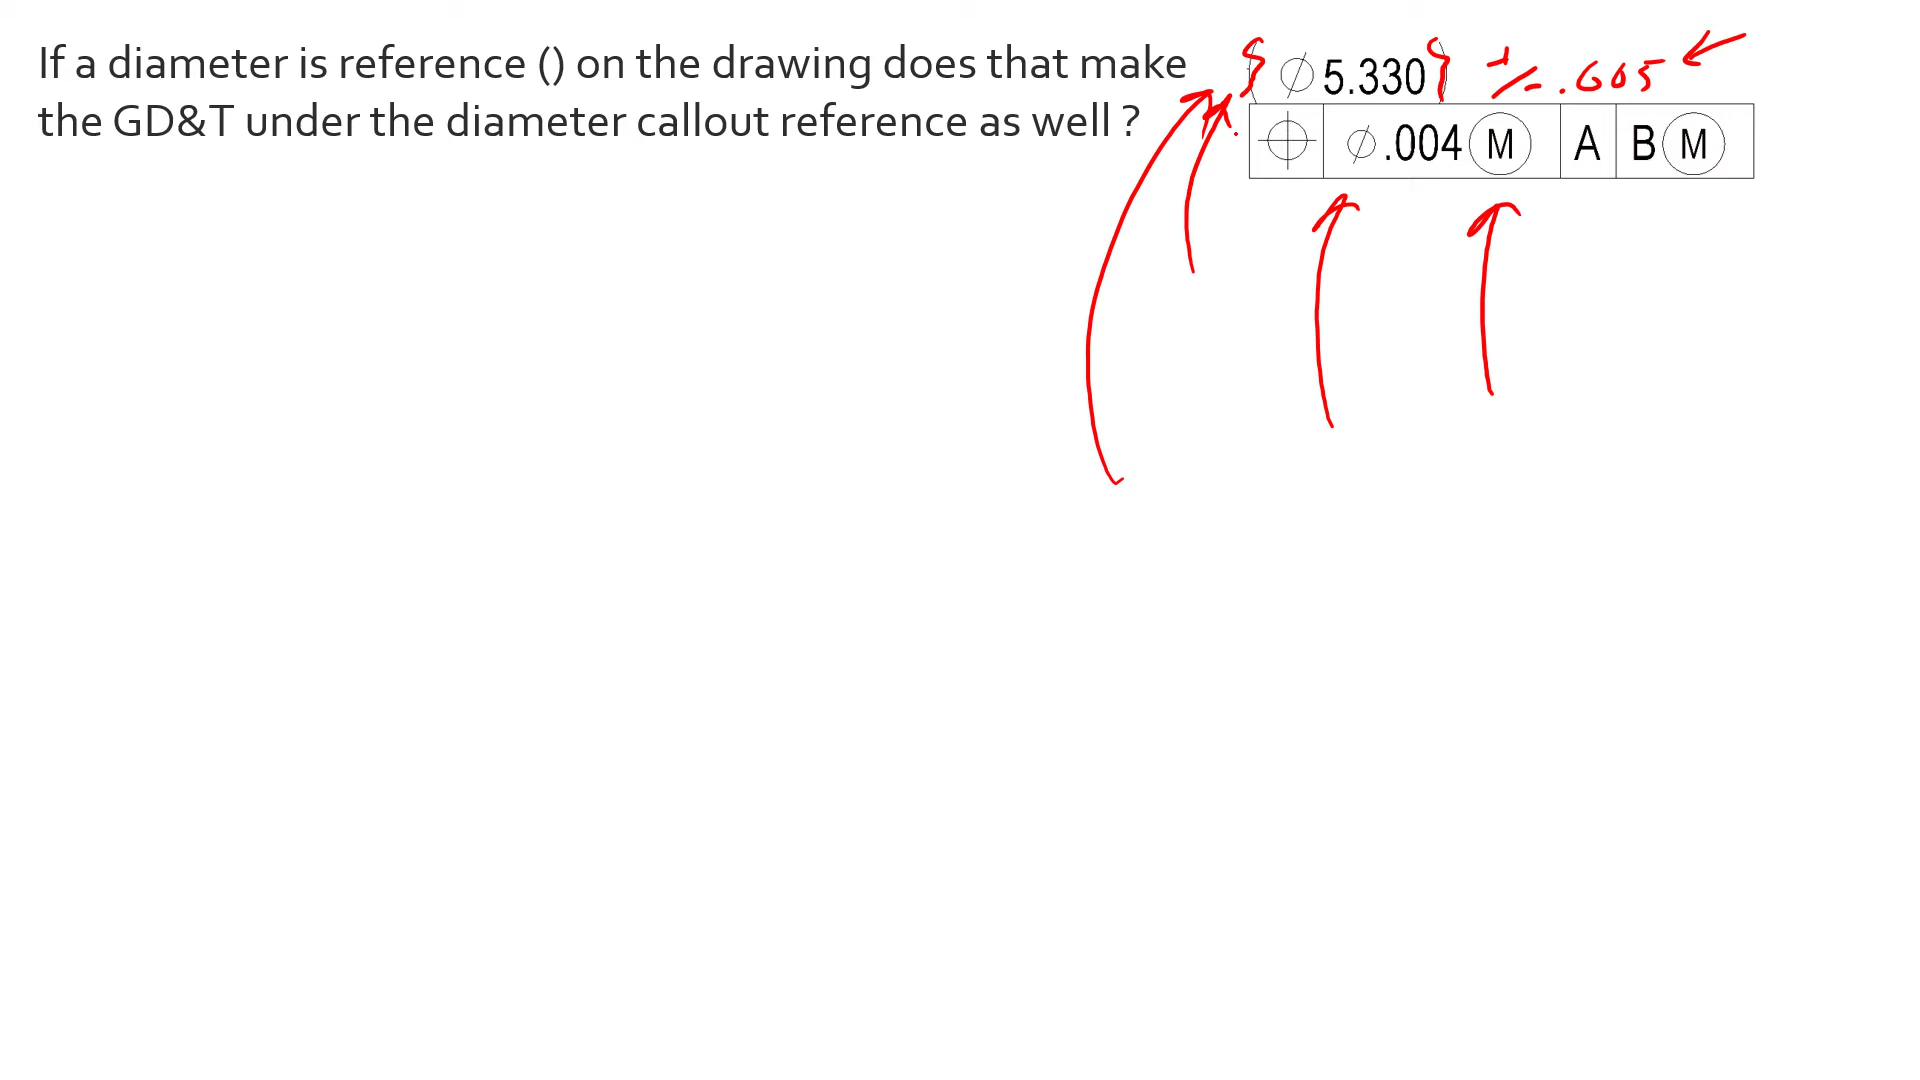 If a diameter is reference () on the drawing does that make
the GD&T under the diameter callout reference as well ?
(⌀5.330) +/- .005
⌖ ⌀.004 Ⓜ A B Ⓜ